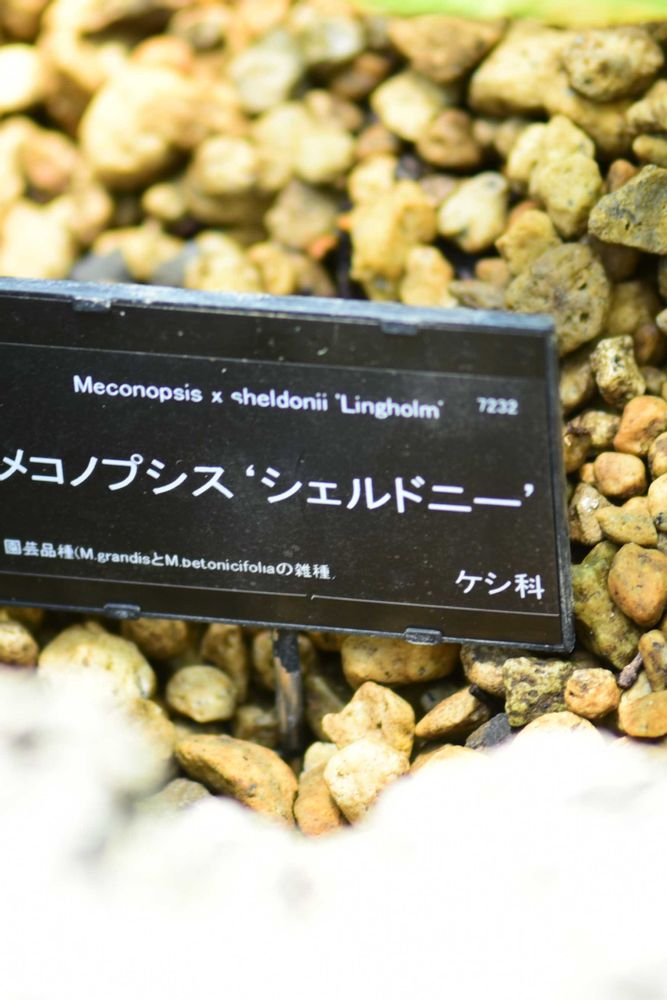 Meconopsis x sheldonii 'Lingholm' 7232
メコノプシス‘シェルドニー’
園芸品種(M.grandisとM.betonicifoliaの雑種)
ケシ科